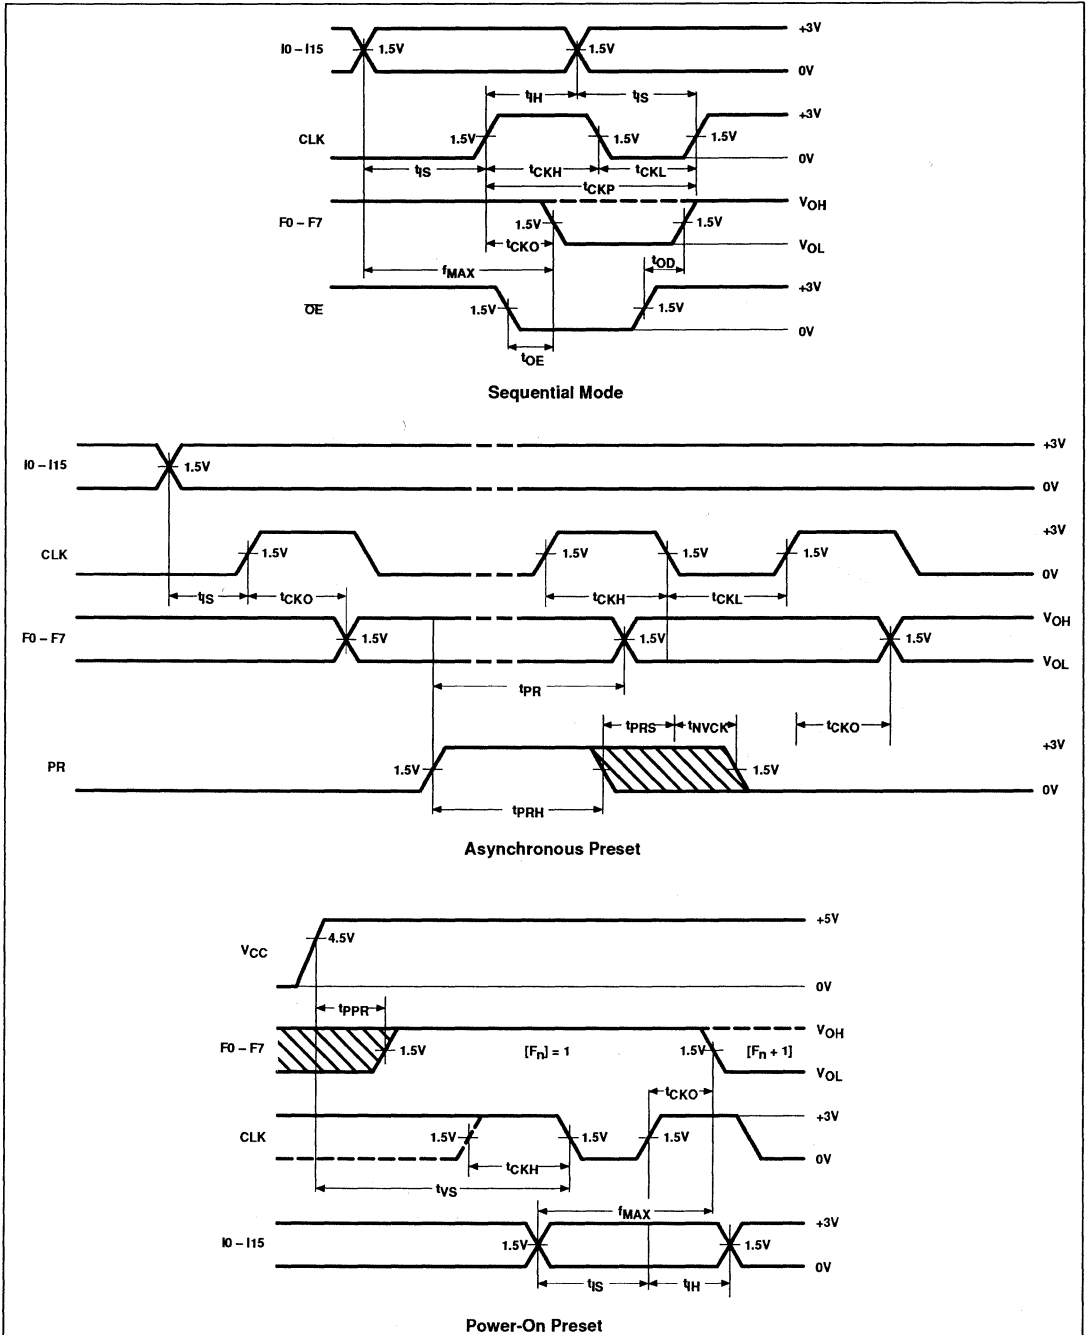 I0 – I15 1.5V 1.5V +3V
0V
tIH tIS
CLK 1.5V 1.5V 1.5V +3V
0V
tIS tCKH tCKL
tCKP
F0 – F7 1.5V 1.5V VOH
VOL
tCKO tOD
fMAX
OE 1.5V 1.5V +3V
0V
tOE
Sequential Mode
I0 – I15 1.5V +3V
0V
CLK 1.5V 1.5V 1.5V 1.5V +3V
0V
tIS tCKO tCKH tCKL
F0 – F7 1.5V 1.5V 1.5V VOH
VOL
tPR
tPRS tNVCK tCKO
PR 1.5V 1.5V +3V
0V
tPRH
Asynchronous Preset
VCC 4.5V +5V
0V
tPPR
F0 – F7 1.5V [Fn] = 1 1.5V [Fn + 1] VOH
VOL
tCKO
CLK 1.5V 1.5V 1.5V +3V
0V
tCKH
tVS
fMAX
I0 – I15 1.5V 1.5V +3V
0V
tIS tIH
Power-On Preset